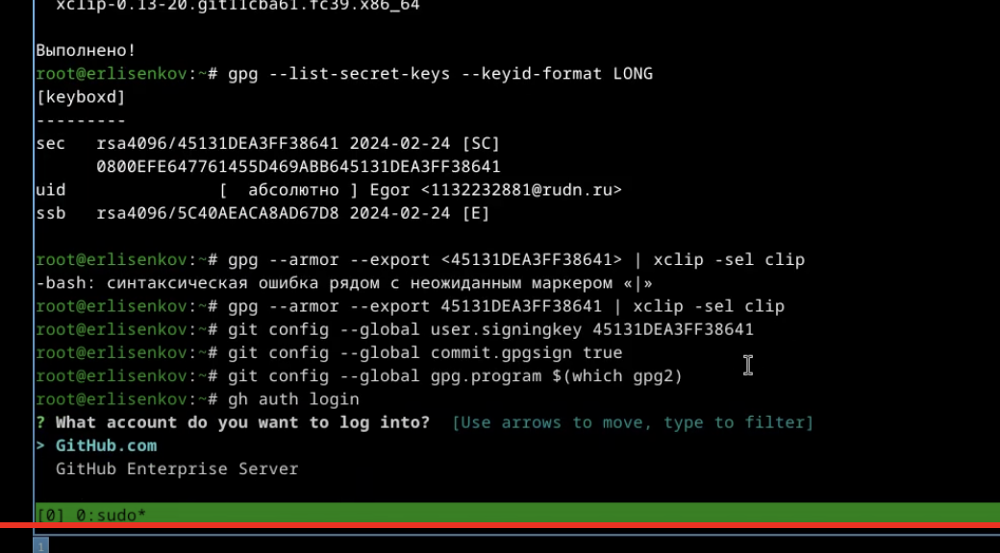 xclip-0.13-20.git11cba61.fc39.x86_64
Выполнено!
root@erlisenkov:~# gpg --list-secret-keys --keyid-format LONG
[keyboxd]
---------
sec   rsa4096/45131DEA3FF38641 2024-02-24 [SC]
      0800EFE647761455D469ABB645131DEA3FF38641
uid               [  абсолютно ] Egor <1132232881@rudn.ru>
ssb   rsa4096/5C40AEACA8AD67D8 2024-02-24 [E]
root@erlisenkov:~# gpg --armor --export <45131DEA3FF38641> | xclip -sel clip
-bash: синтаксическая ошибка рядом с неожиданным маркером «|»
root@erlisenkov:~# gpg --armor --export 45131DEA3FF38641 | xclip -sel clip
root@erlisenkov:~# git config --global user.signingkey 45131DEA3FF38641
root@erlisenkov:~# git config --global commit.gpgsign true
root@erlisenkov:~# git config --global gpg.program $(which gpg2)
root@erlisenkov:~# gh auth login
? What account do you want to log into?  [Use arrows to move, type to filter]
> GitHub.com
  GitHub Enterprise Server
[0] 0:sudo*
1